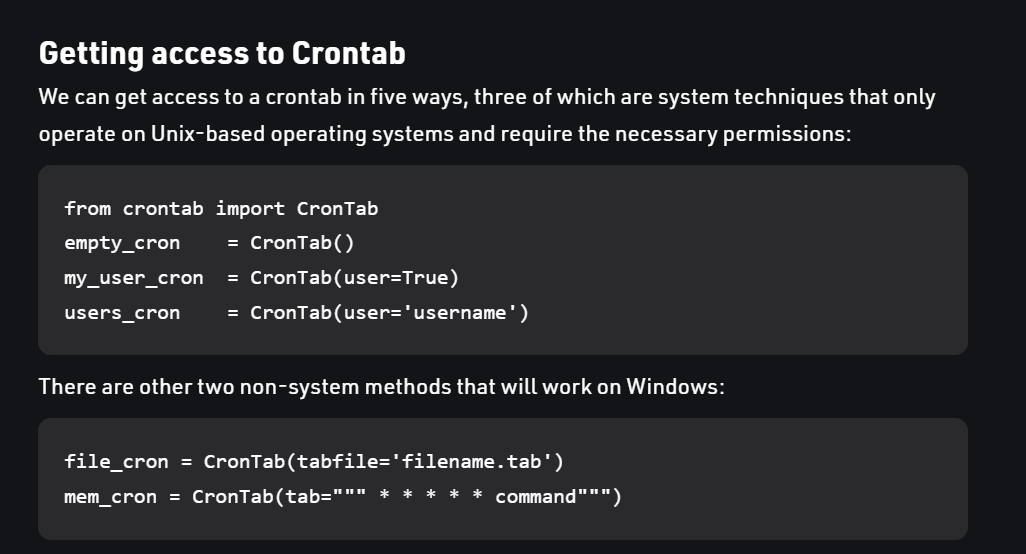 Getting access to Crontab
We can get access to a crontab in five ways, three of which are system techniques that only
operate on Unix-based operating systems and require the necessary permissions:
from crontab import CronTab
empty_cron    = CronTab()
my_user_cron  = CronTab(user=True)
users_cron    = CronTab(user='username')
There are other two non-system methods that will work on Windows:
file_cron = CronTab(tabfile='filename.tab')
mem_cron = CronTab(tab=""" * * * * * command""")